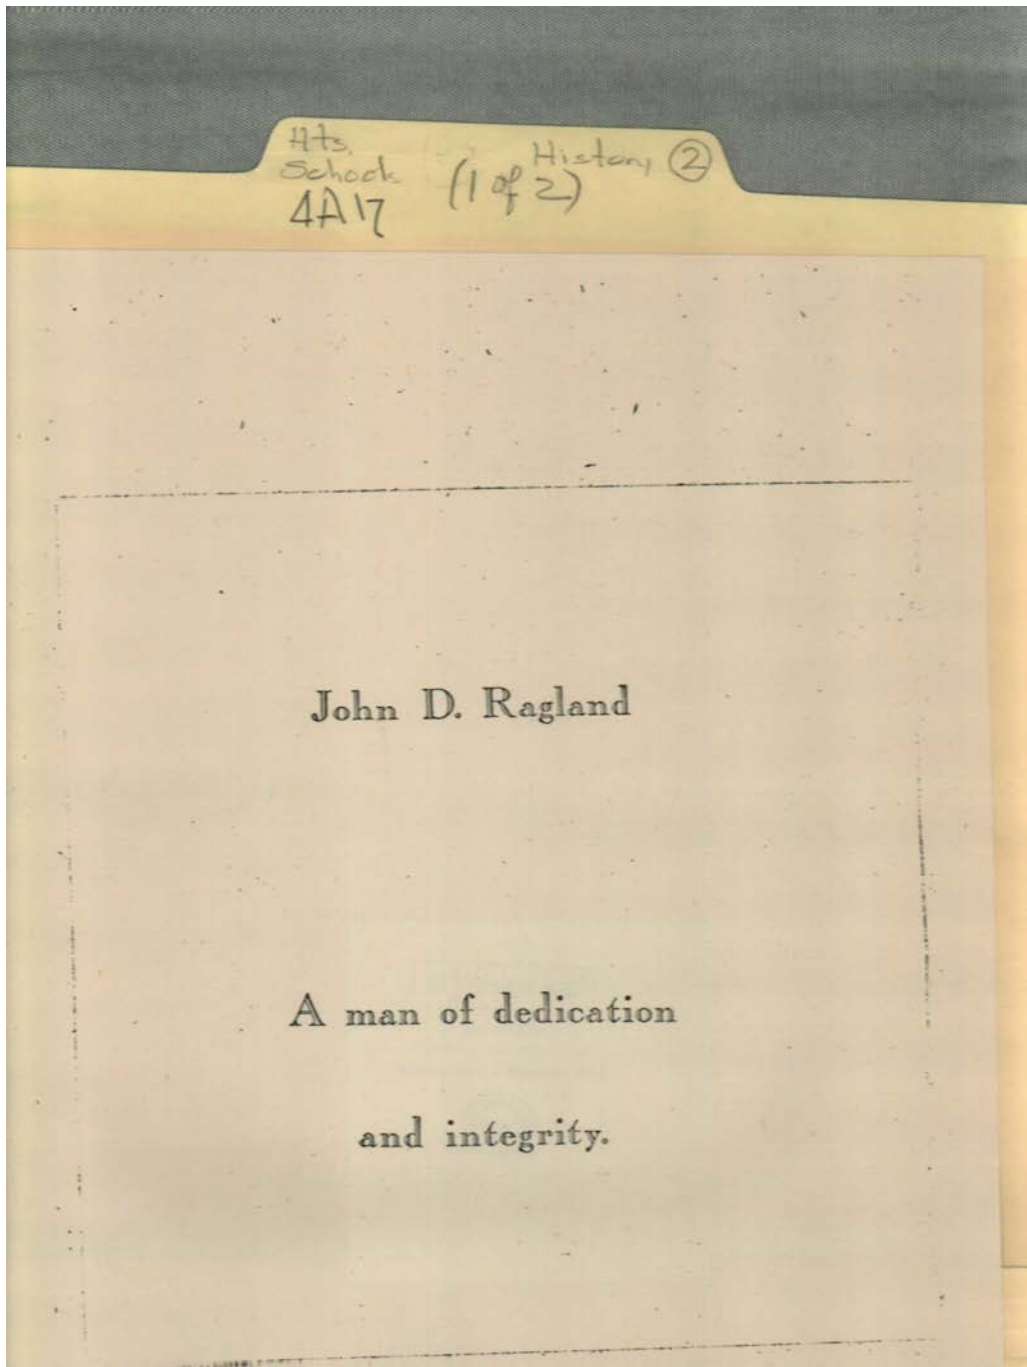 Hts. History ②
School (1 of 2)
4A17
John D. Ragland
A man of dedication
and integrity.